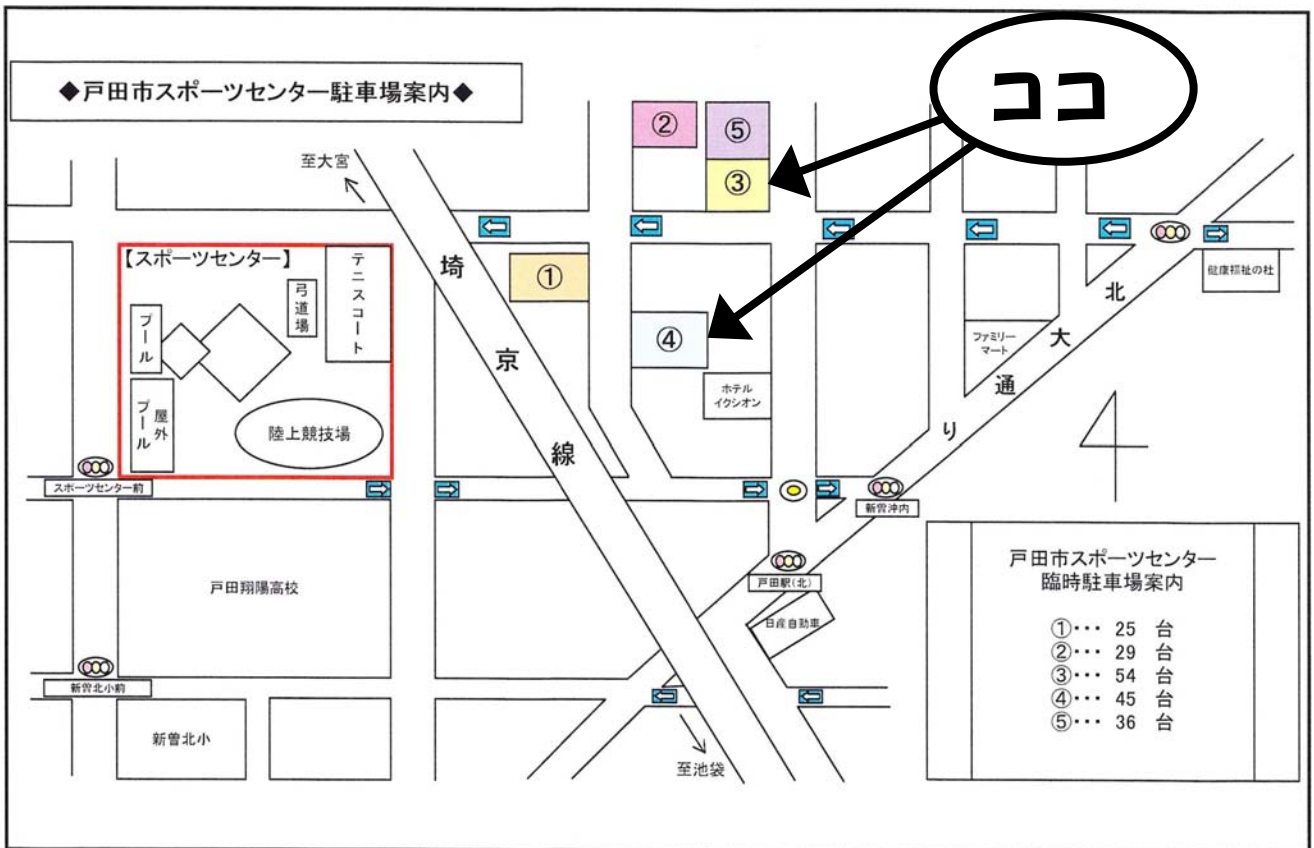 ◆戸田市スポーツセンター駐車場案内◆
ココ
②
⑤
③
至大宮
【スポーツセンター】
テニスコート
弓道場
プール
屋外
プール
陸上競技場
①
④
ホテル
イクシオン
埼京線
北大通り
ファミリー
マート
健康福祉の杜
スポーツセンター前
新曽沖内
戸田駅(北)
日産自動車
戸田翔陽高校
新曽北小前
新曽北小
至池袋
戸田市スポーツセンター
臨時駐車場案内
①・・・ 25 台
②・・・ 29 台
③・・・ 54 台
④・・・ 45 台
⑤・・・ 36 台